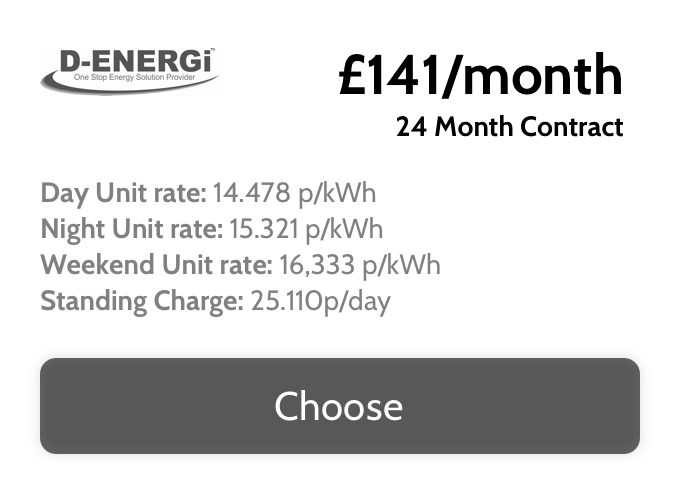 D-ENERGi™
One Stop Energy Solution Provider
£141/month
24 Month Contract
Day Unit rate: 14.478 p/kWh
Night Unit rate: 15.321 p/kWh
Weekend Unit rate: 16,333 p/kWh
Standing Charge: 25.110p/day
Choose